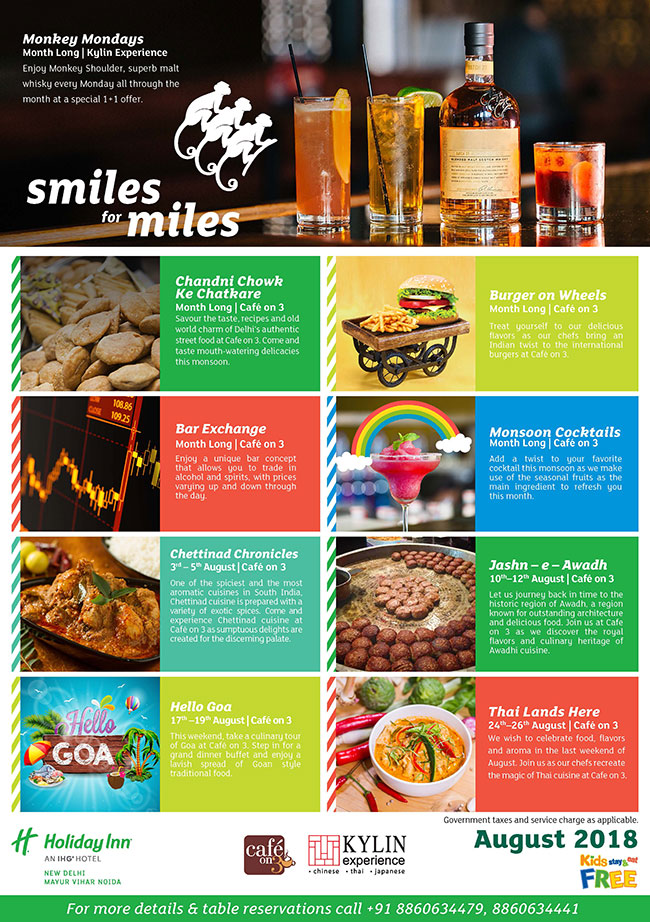 Monkey Mondays
Month Long | Kylin Experience
Enjoy Monkey Shoulder, superb malt
whisky every Monday all through the
month at a special 1+1 offer.
smiles
for miles
Chandni Chowk
Ke Chatkare
Month Long | Café on 3
Savour the taste, recipes and old
world charm of Delhi's authentic
street food at Cafe on 3. Come and
taste mouth-watering delicacies
this monsoon.
Burger on Wheels
Month Long | Café on 3
Treat yourself to our delicious
flavors as our chefs bring an
Indian twist to the international
burgers at Café on 3.
108.86
109.25
Bar Exchange
Month Long | Café on 3
Enjoy a unique bar concept
that allows you to trade in
alcohol and spirits, with prices
varying up and down through
the day.
Monsoon Cocktails
Month Long | Café on 3
Add a twist to your favorite
cocktail this monsoon as we make
use of the seasonal fruits as the
main ingredient to refresh you
this month.
Chettinad Chronicles
3rd – 5th August | Café on 3
One of the spiciest and the most
aromatic cuisines in South India,
Chettinad cuisine is prepared with a
variety of exotic spices. Come and
experience Chettinad cuisine at
Café on 3 as sumptuous delights are
created for the discerning palate.
Jashn – e – Awadh
10th–12th August | Café on 3
Let us journey back in time to the
historic region of Awadh, a region
known for outstanding architecture
and delicious food. Join us at Cafe
on 3 as we discover the royal
flavors and culinary heritage of
Awadhi cuisine.
Hello
GOA
Hello Goa
17th –19th August | Café on 3
This weekend, take a culinary tour
of Goa at Café on 3. Step in for a
grand dinner buffet and enjoy a
lavish spread of Goan style
traditional food.
Thai Lands Here
24th–26th August | Café on 3
We wish to celebrate food, flavors
and aroma in the last weekend of
August. Join us as our chefs recreate
the magic of Thai cuisine at Cafe on 3.
Government taxes and service charge as applicable.
H Holiday Inn
AN IHG® HOTEL
NEW DELHI
MAYUR VIHAR NOIDA
café
on 3
KYLIN
experience
• chinese • thai • japanese
August 2018
Kids stay & eat
FREE
For more details & table reservations call +91 8860634479, 8860634441